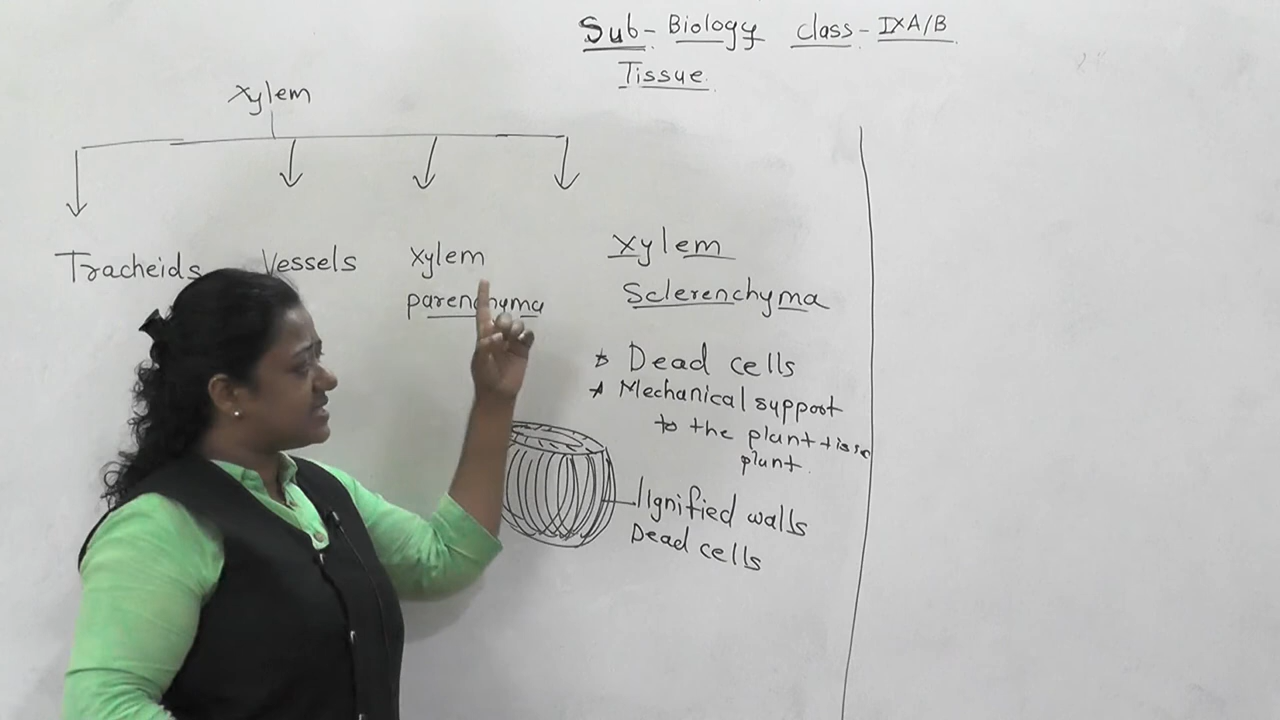 Sub- Biology class- IXA/B
Tissue.
Xylem
Tracheids
Vessels
Xylem
parenchyma
Xylem
Sclerenchyma
Dead cells
Mechanical support
to the plant tissue
plant.
lignified walls
Dead cells